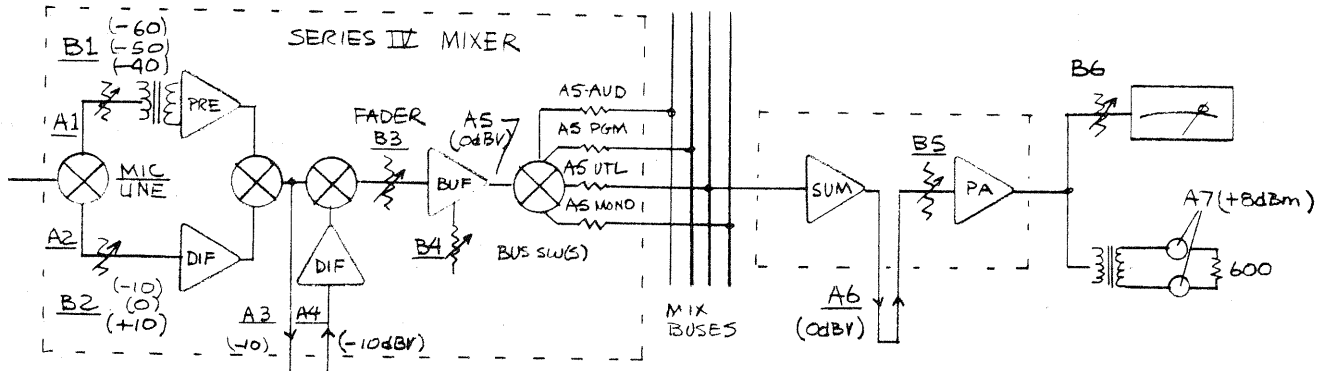 SERIES IV MIXER
B1
(-60)
(-50)
(-40)
PRE
A1
MIC
LINE
A2
DIF
B2
(-10)
(0)
(+10)
A3
(-10)
A4
(-10dBV)
DIF
FADER
B3
BUF
B4
A5
(0dBV)
A5-AUD
A5 PGM
A5 UTL
A5 MONO
BUS SW(S)
MIX
BUSES
SUM
A6
(0dBV)
B5
PA
B6
A7(+8dBm)
600